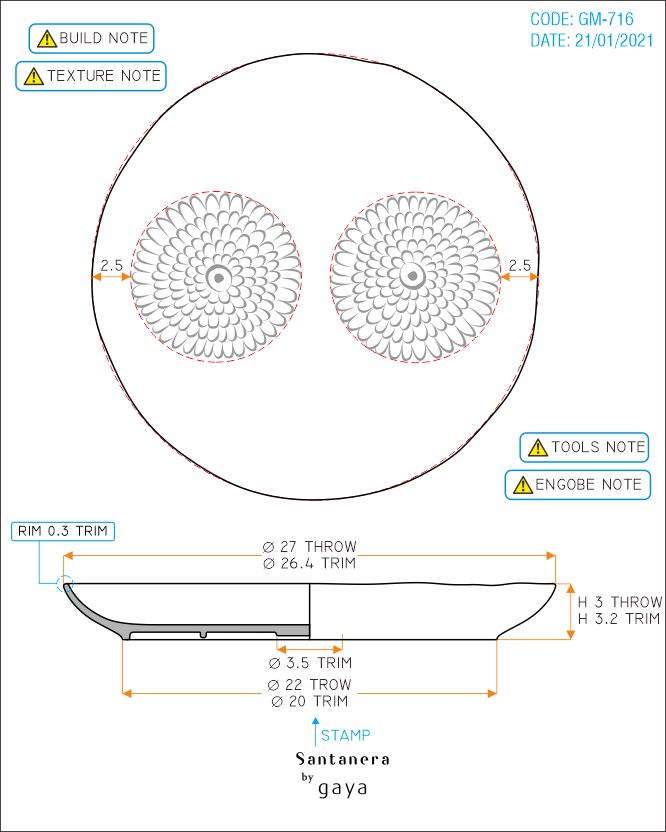 CODE: GM-716
DATE: 21/01/2021
BUILD NOTE
TEXTURE NOTE
2.5
2.5
TOOLS NOTE
ENGOBE NOTE
RIM 0.3 TRIM
Ø 27 THROW
Ø 26.4 TRIM
H 3 THROW
H 3.2 TRIM
Ø 3.5 TRIM
Ø 22 TROW
Ø 20 TRIM
STAMP
Santanera
by gaya